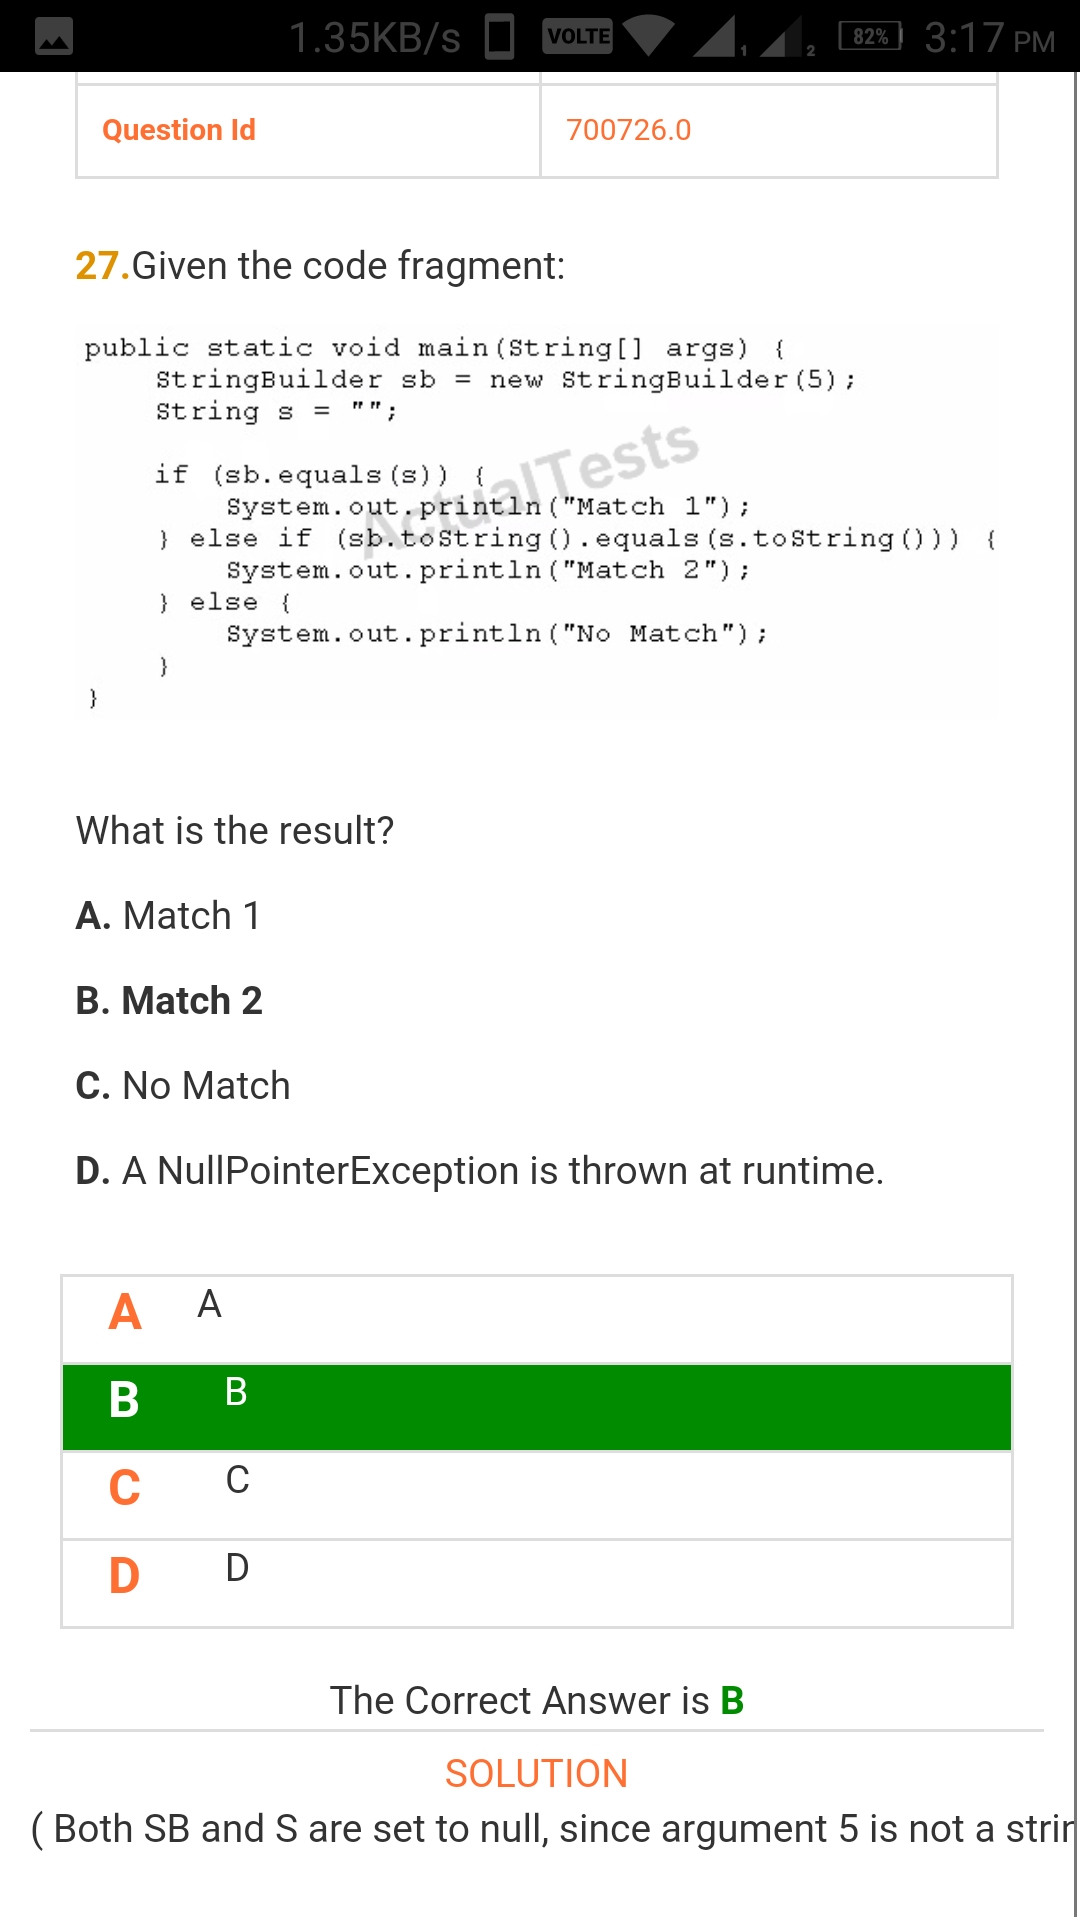 1.35KB/s VOLTE 1 2 82% 3:17 PM
Question Id 700726.0
27.Given the code fragment:
public static void main(String[] args) {
StringBuilder sb = new StringBuilder(5);
String s = "";
if (sb.equals(s)) {
System.out.println("Match 1");
} else if (sb.toString().equals(s.toString())) {
System.out.println("Match 2");
} else {
System.out.println("No Match");
}
}
ActualTests
What is the result?
A. Match 1
B. Match 2
C. No Match
D. A NullPointerException is thrown at runtime.
A A
B B
C C
D D
The Correct Answer is B
SOLUTION
( Both SB and S are set to null, since argument 5 is not a